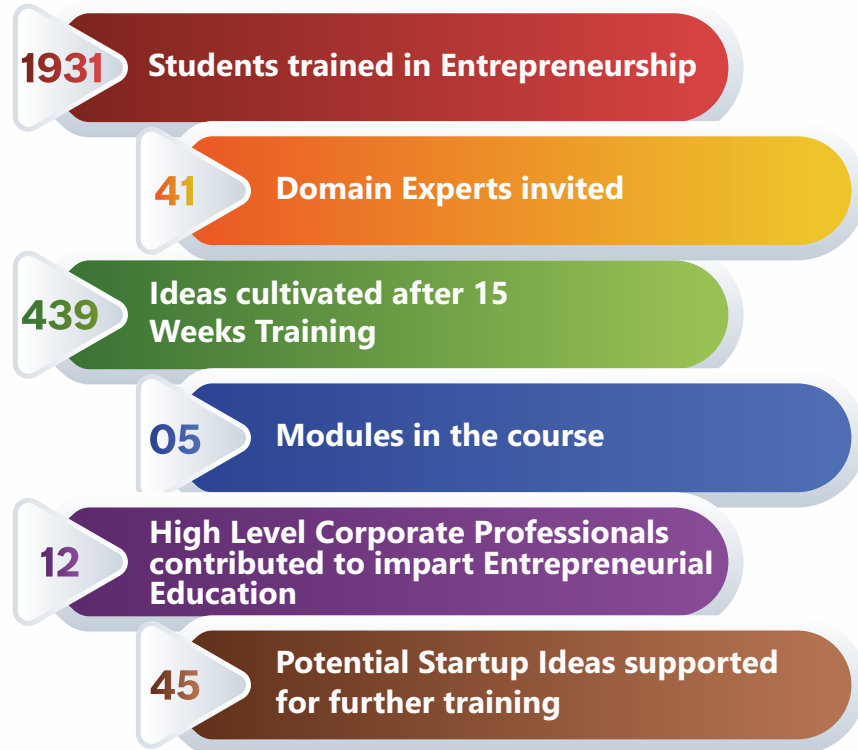 1931
Students trained in Entrepreneurship
41
Domain Experts invited
439
Ideas cultivated after 15
Weeks Training
05
Modules in the course
12
High Level Corporate Professionals
contributed to impart Entrepreneurial
Education
45
Potential Startup Ideas supported
for further training